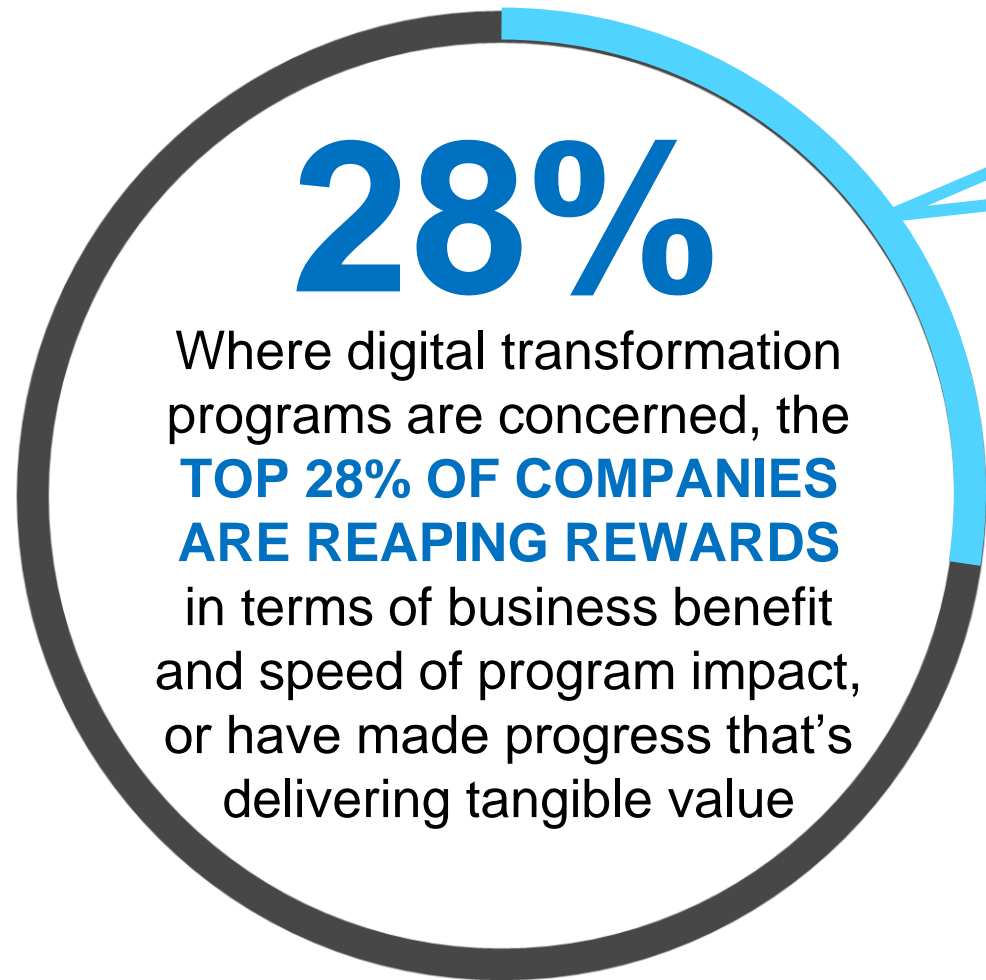 28%
Where digital transformation
programs are concerned, the
TOP 28% OF COMPANIES
ARE REAPING REWARDS
in terms of business benefit
and speed of program impact,
or have made progress that’s
delivering tangible value